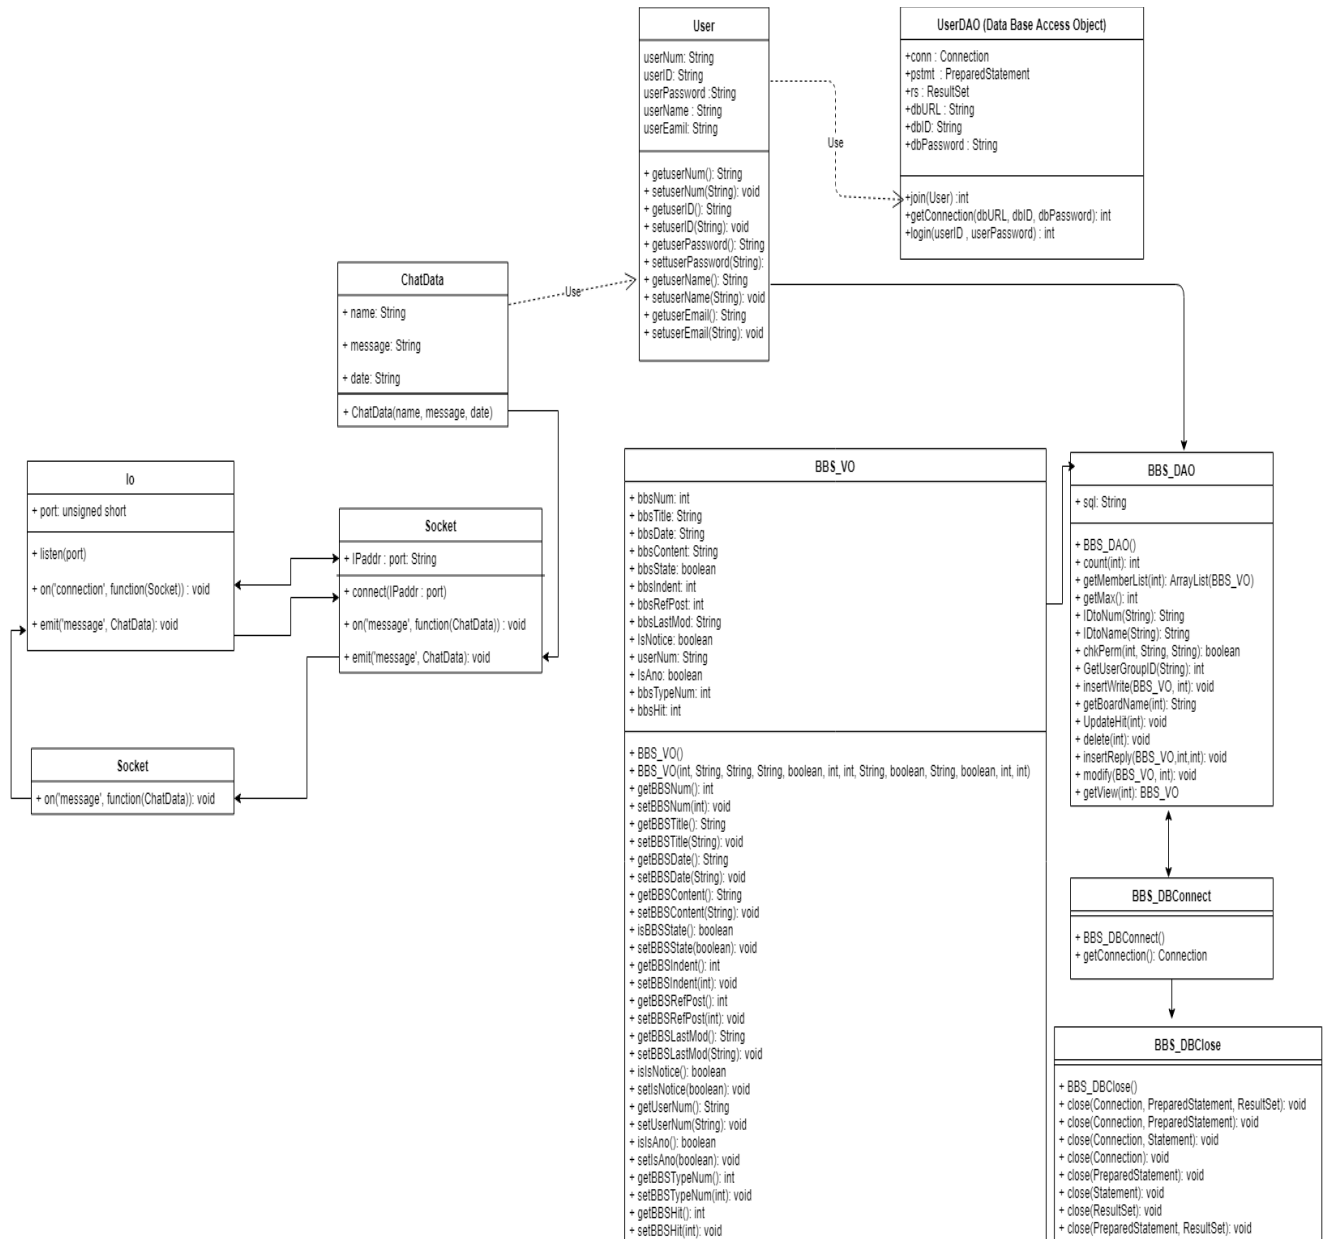 User
userNum: String
userID: String
userPassword :String
userName : String
userEamil: String
+ getuserNum(): String
+ setuserNum(String): void
+ getuserID(): String
+ setuserID(String): void
+ getuserPassword(): String
+ settuserPassword(String):
+ getuserName(): String
+ setuserName(String): void
+ getuserEmail(): String
+ setuserEmail(String): void
UserDAO (Data Base Access Object)
+conn : Connection
+pstmt : PreparedStatement
+rs : ResultSet
+dbURL : String
+dbID: String
+dbPassword : String
+join(User) :int
+getConnection(dbURL, dbID, dbPassword): int
+login(userID , userPassword) : int
Use
ChatData
+ name: String
+ message: String
+ date: String
+ ChatData(name, message, date)
Use
Io
+ port: unsigned short
+ listen(port)
+ on('connection', function(Socket)) : void
+ emit('message', ChatData): void
Socket
+ IPaddr : port: String
+ connect(IPaddr : port)
+ on('message', function(ChatData)) : void
+ emit('message', ChatData): void
Socket
+ on('message', function(ChatData)): void
BBS_VO
+ bbsNum: int
+ bbsTitle: String
+ bbsDate: String
+ bbsContent: String
+ bbsState: boolean
+ bbsIndent: int
+ bbsRefPost: int
+ bbsLastMod: String
+ IsNotice: boolean
+ userNum: String
+ IsAno: boolean
+ bbsTypeNum: int
+ bbsHit: int
+ BBS_VO()
+ BBS_VO(int, String, String, String, boolean, int, int, String, boolean, String, boolean, int, int)
+ getBBSNum(): int
+ setBBSNum(int): void
+ getBBSTitle(): String
+ setBBSTitle(String): void
+ getBBSDate(): String
+ setBBSDate(String): void
+ getBBSContent(): String
+ setBBSContent(String): void
+ isBBSState(): boolean
+ setBBSState(boolean): void
+ getBBSIndent(): int
+ setBBSIndent(int): void
+ getBBSRefPost(): int
+ setBBSRefPost(int): void
+ getBBSLastMod(): String
+ setBBSLastMod(String): void
+ isIsNotice(): boolean
+ setIsNotice(boolean): void
+ getUserNum(): String
+ setUserNum(String): void
+ isIsAno(): boolean
+ setIsAno(boolean): void
+ getBBSTypeNum(): int
+ setBBSTypeNum(int): void
+ getBBSHit(): int
+ setBBSHit(int): void
BBS_DAO
+ sql: String
+ BBS_DAO()
+ count(int): int
+ getMemberList(int): ArrayList(BBS_VO)
+ getMax(): int
+ IDtoNum(String): String
+ IDtoName(String): String
+ chkPerm(int, String, String): boolean
+ GetUserGroupID(String): int
+ insertWrite(BBS_VO, int): void
+ getBoardName(int): String
+ UpdateHit(int): void
+ delete(int): void
+ insertReply(BBS_VO,int,int): void
+ modify(BBS_VO, int): void
+ getView(int): BBS_VO
BBS_DBConnect
+ BBS_DBConnect()
+ getConnection(): Connection
BBS_DBClose
+ BBS_DBClose()
+ close(Connection, PreparedStatement, ResultSet): void
+ close(Connection, PreparedStatement): void
+ close(Connection, Statement): void
+ close(Connection): void
+ close(PreparedStatement): void
+ close(Statement): void
+ close(ResultSet): void
+ close(PreparedStatement, ResultSet): void